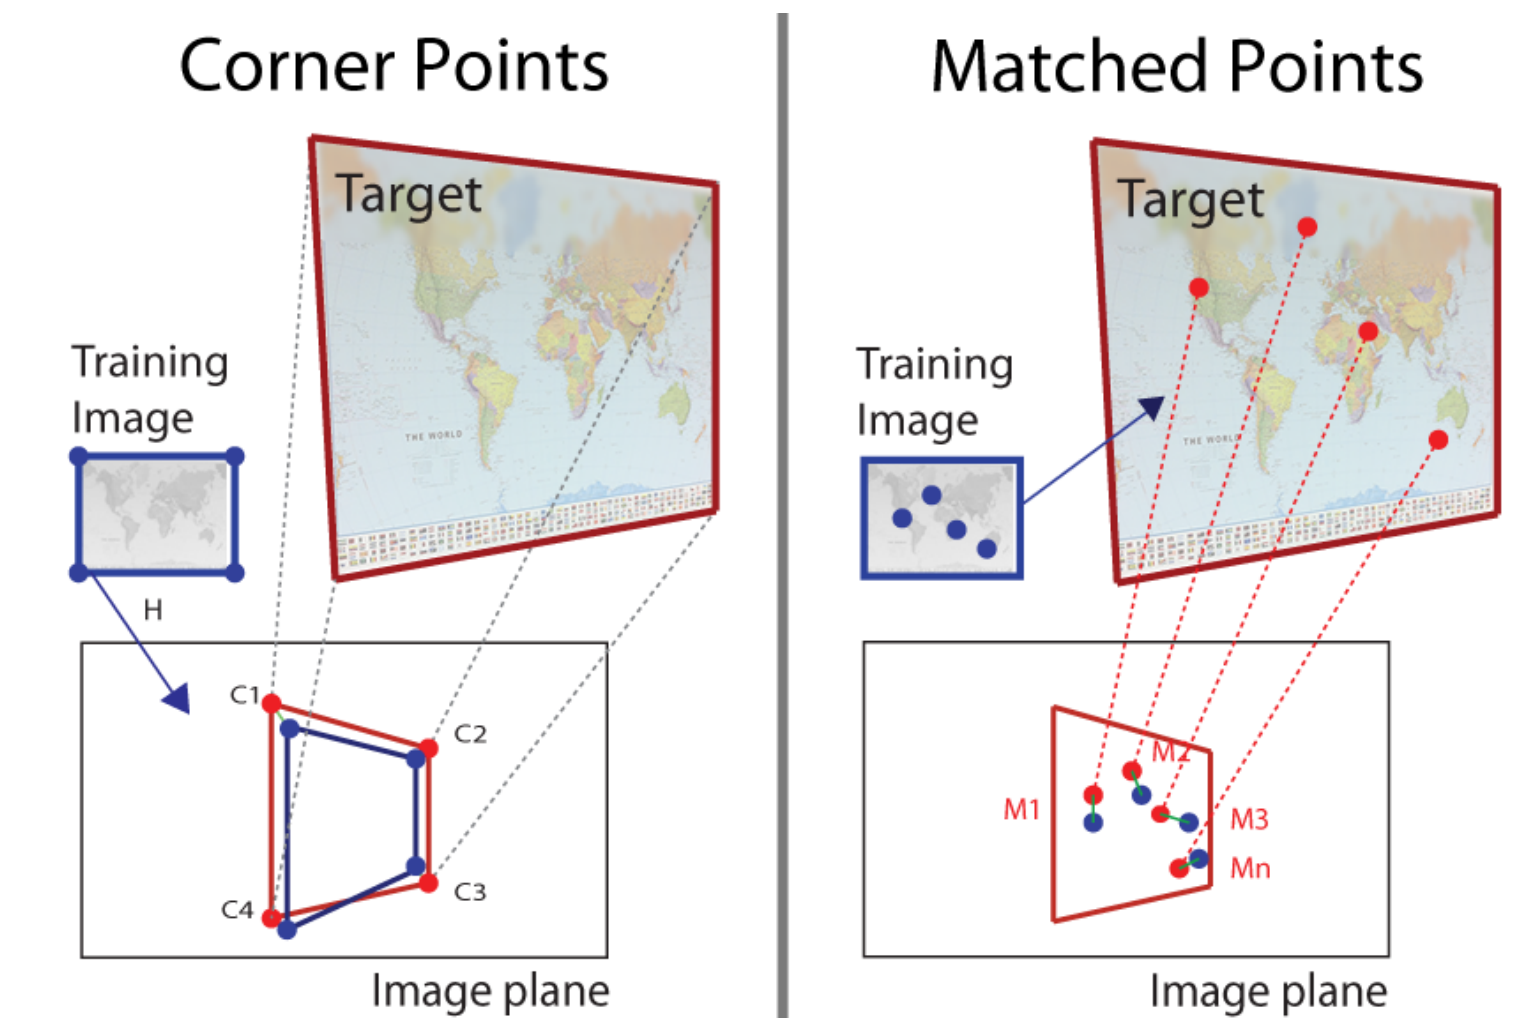 Corner Points
Target
Training
Image
THE WORLD
H
C1
C2
C3
C4
Image plane
Matched Points
Target
Training
Image
THE WORLD
M1
M2
M3
Mn
Image plane